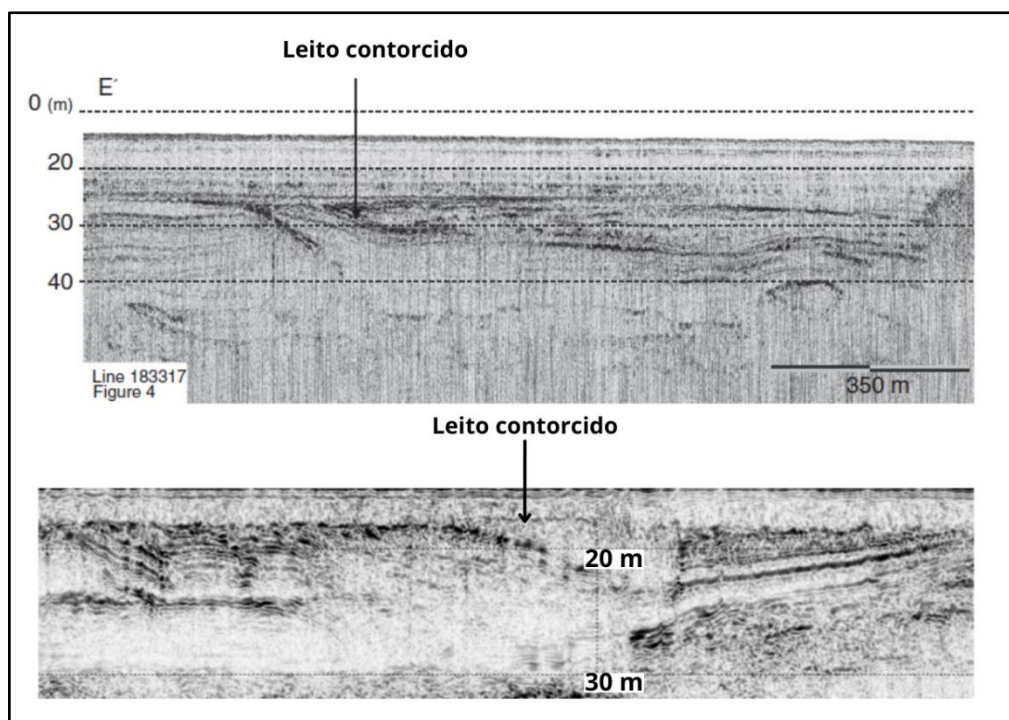 Leito contorcido
E´
0 (m)
20
30
40
Line 183317
Figure 4
350 m
Leito contorcido
20 m
30 m